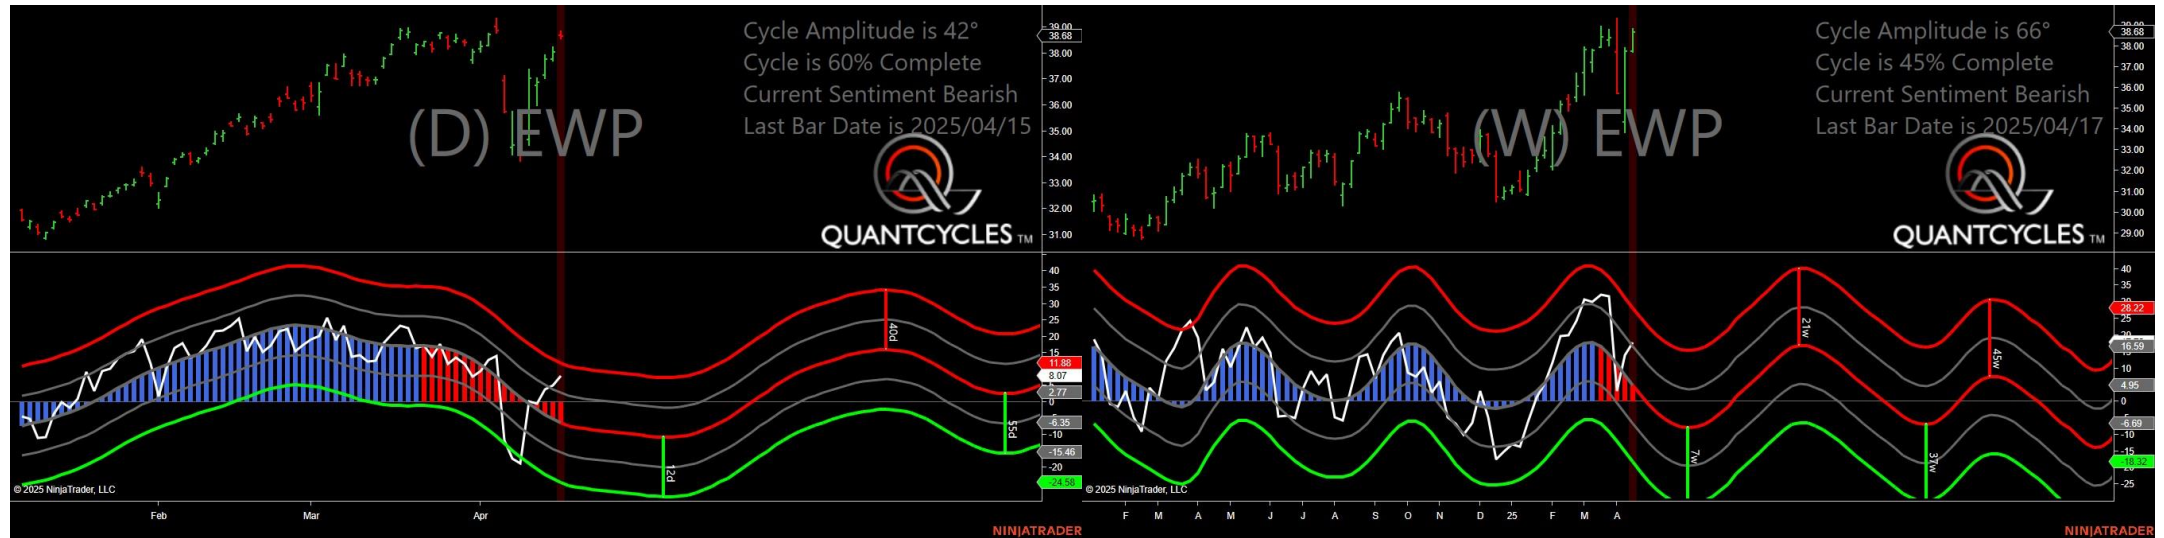 Cycle Amplitude is 42°
Cycle is 60% Complete
Current Sentiment Bearish
Last Bar Date is 2025/04/15
(D) EWP
QUANTCYCLES TM
39.00
38.68
38.00
37.00
36.00
35.00
34.00
33.00
32.00
31.00
40
35
30
25
20
15
11.88
8.07
2.77
0
-6.35
-10
-15.46
-20
-24.58
40d
55d
12d
© 2025 NinjaTrader, LLC
Feb
Mar
Apr
NINJATRADER
Cycle Amplitude is 66°
Cycle is 45% Complete
Current Sentiment Bearish
Last Bar Date is 2025/04/17
(W) EWP
QUANTCYCLES TM
38.68
38.00
37.00
36.00
35.00
34.00
33.00
32.00
31.00
30.00
29.00
40
35
28.22
25
16.59
10
4.95
0
-6.69
-10
-15
-18.32
-25
21w
45w
7w
37w
© 2025 NinjaTrader, LLC
F
M
A
M
J
J
A
S
O
N
D
25
F
M
A
NINJATRADER